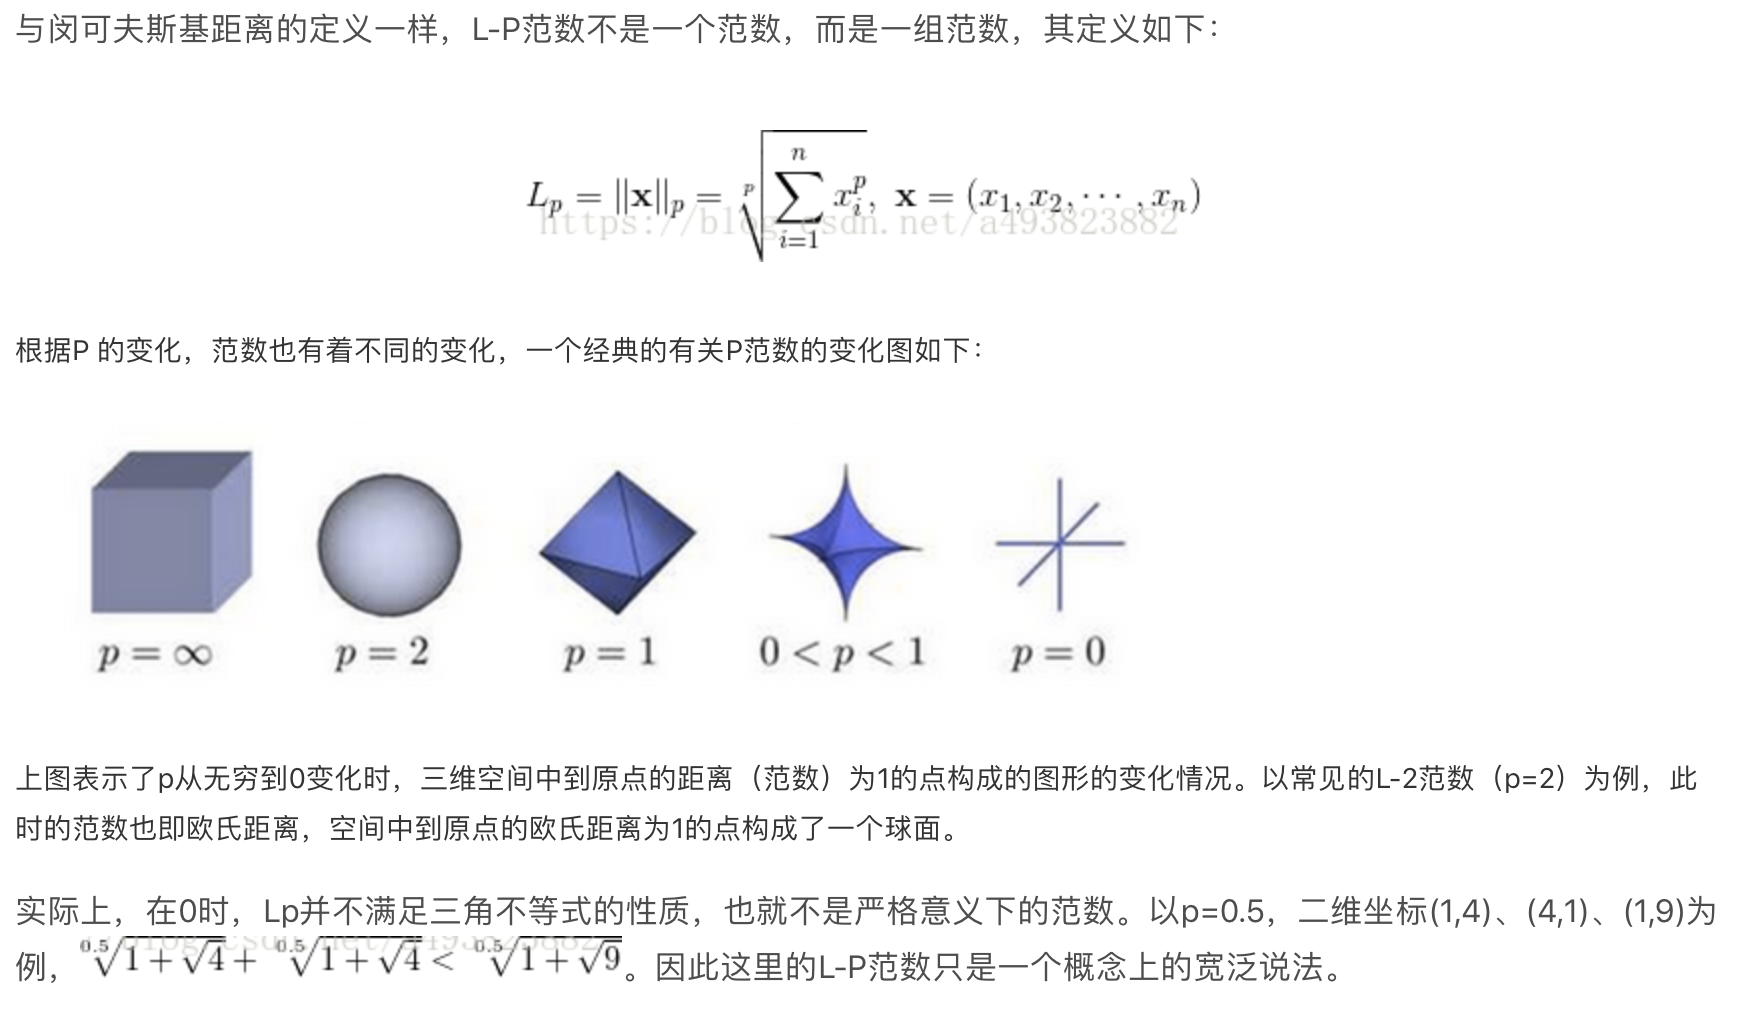 与闵可夫斯基距离的定义一样，L-P范数不是一个范数，而是一组范数，其定义如下：
L_p = ||x||_p = \sqrt[p]{\sum_{i=1}^{n} x_i^p}, x = (x_1, x_2, ⋯, x_n)
https://blog.csdn.net/a493823882
根据P 的变化，范数也有着不同的变化，一个经典的有关P范数的变化图如下：
p = ∞ p = 2 p = 1 0 < p < 1 p = 0
上图表示了p从无穷到0变化时，三维空间中到原点的距离（范数）为1的点构成的图形的变化情况。以常见的L-2范数（p=2）为例，此
时的范数也即欧氏距离，空间中到原点的欧氏距离为1的点构成了一个球面。
实际上，在0时，Lp并不满足三角不等式的性质，也就不是严格意义下的范数。以p=0.5，二维坐标(1,4)、(4,1)、(1,9)为
例，\sqrt[0.5]{1+\sqrt{4}} + \sqrt[0.5]{1+\sqrt{4}} < \sqrt[0.5]{1+\sqrt{9}}。因此这里的L-P范数只是一个概念上的宽泛说法。